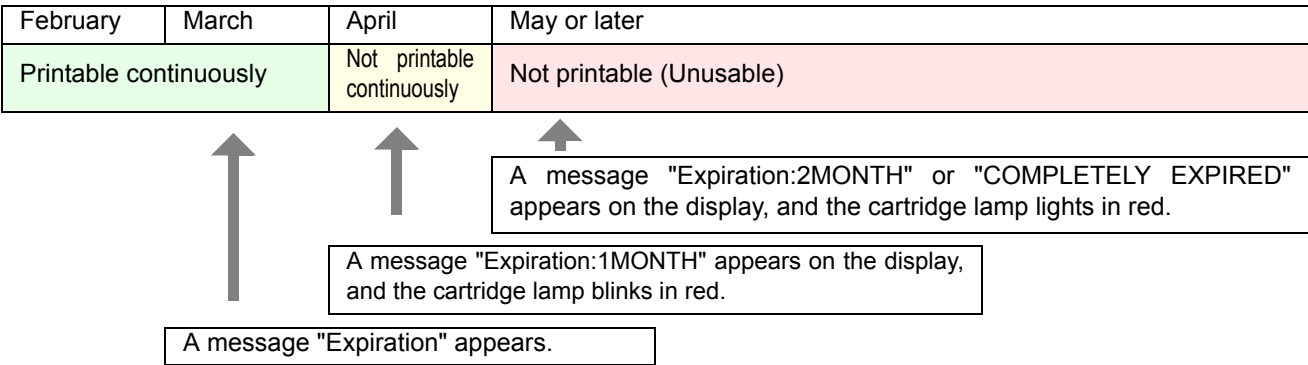 February March April May or later
Printable continuously
Not printable
continuously
Not printable (Unusable)
A message "Expiration:2MONTH" or "COMPLETELY EXPIRED"
appears on the display, and the cartridge lamp lights in red.
A message "Expiration:1MONTH" appears on the display,
and the cartridge lamp blinks in red.
A message "Expiration" appears.